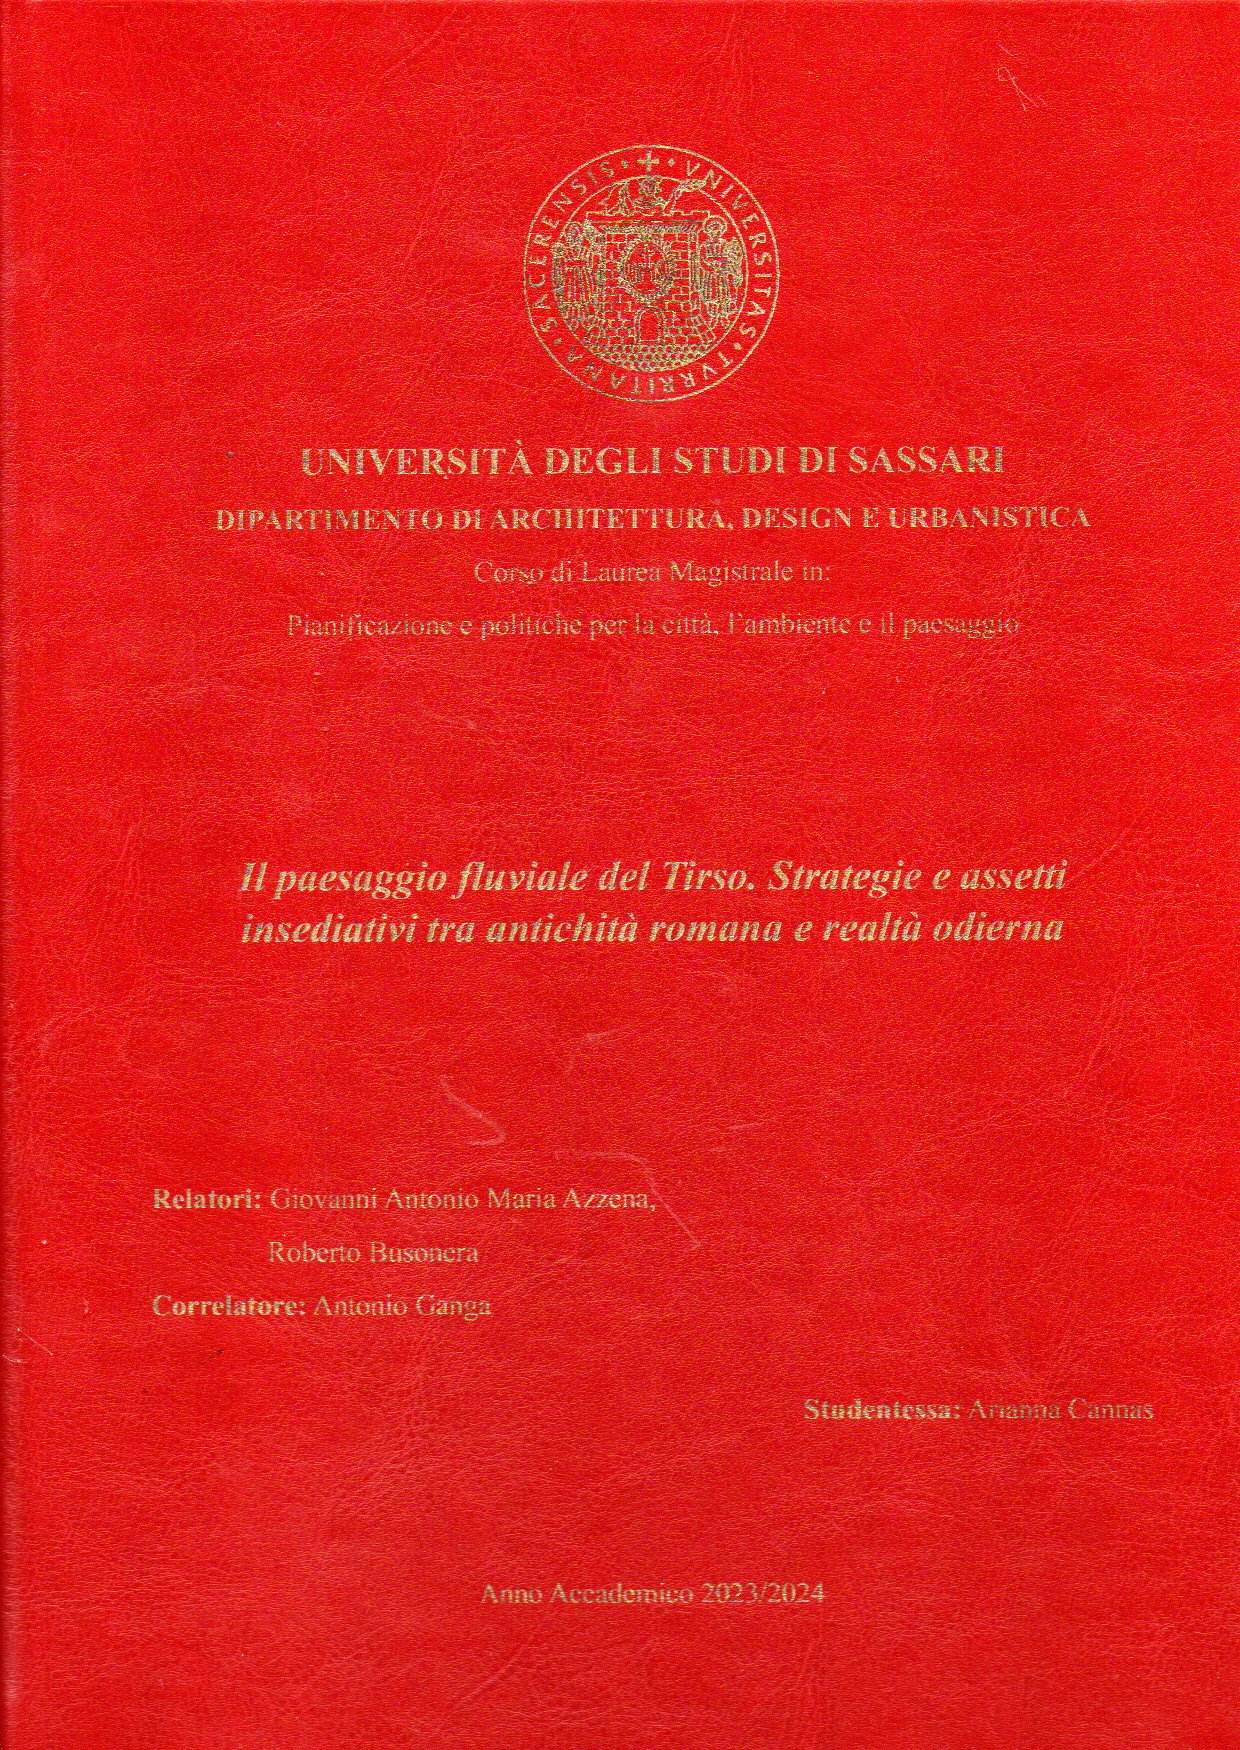 VNIVERSITAS · TVRRITANA · SACERENSIS
UNIVERSITÀ DEGLI STUDI DI SASSARI
DIPARTIMENTO DI ARCHITETTURA, DESIGN E URBANISTICA
Corso di Laurea Magistrale in:
Pianificazione e politiche per la città, l'ambiente e il paesaggio
Il paesaggio fluviale del Tirso. Strategie e assetti
insediativi tra antichità romana e realtà odierna
Relatori: Giovanni Antonio Maria Azzena,
Roberto Busonera
Correlatore: Antonio Ganga
Studentessa: Arianna Cannas
Anno Accademico 2023/2024